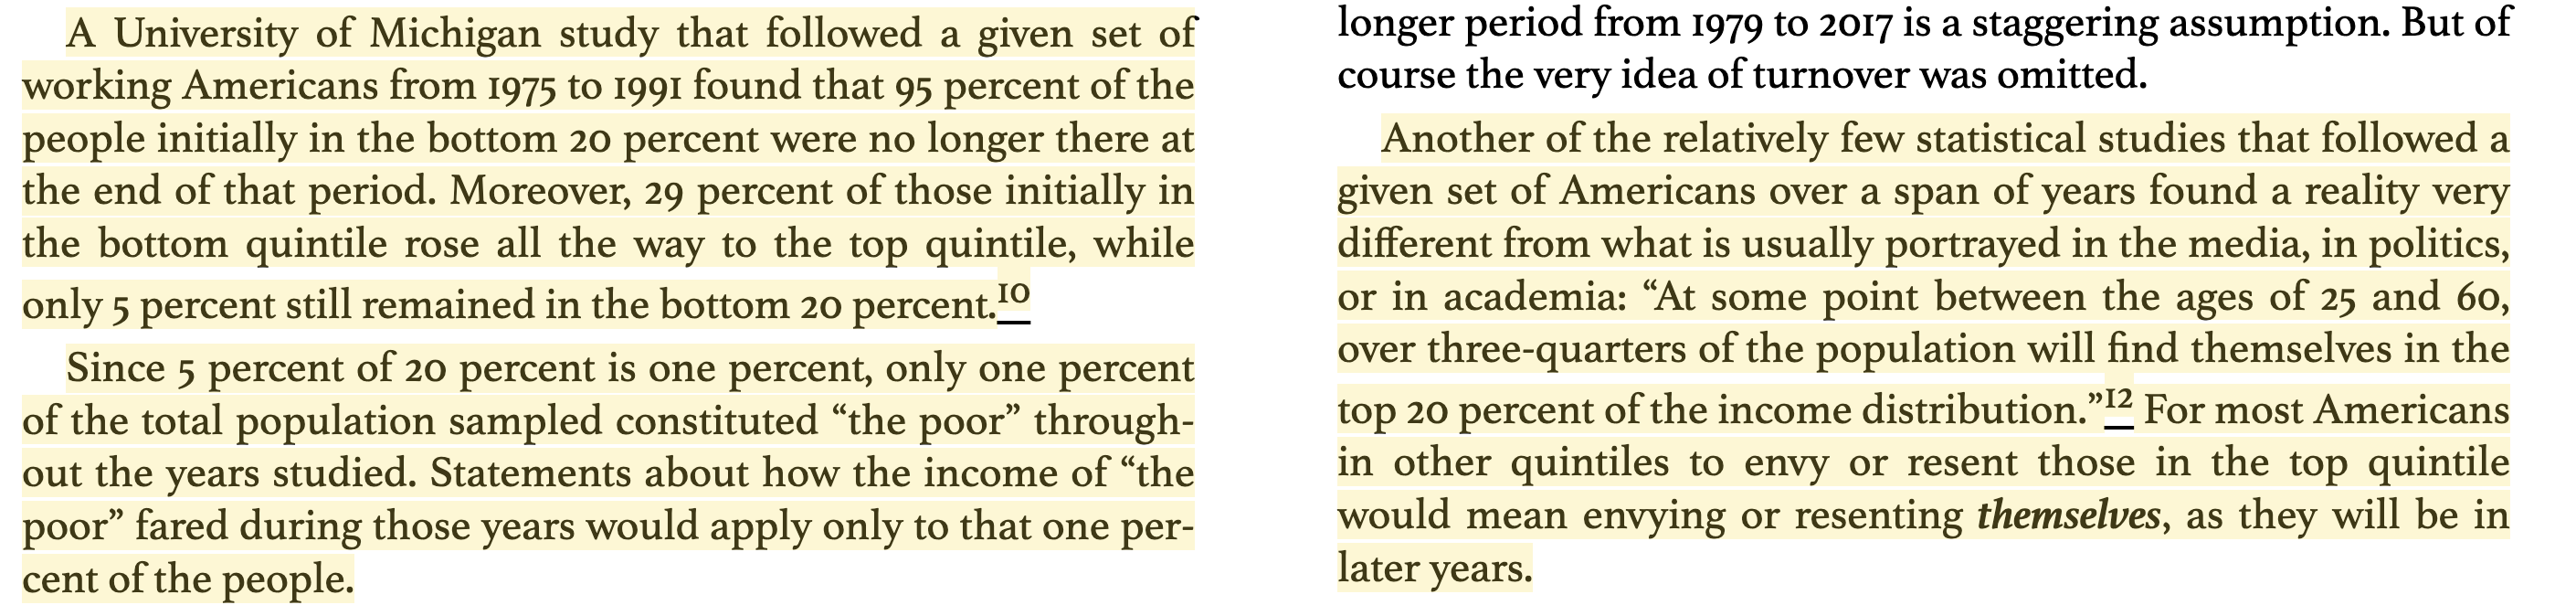 A University of Michigan study that followed a given set of
working Americans from 1975 to 1991 found that 95 percent of the
people initially in the bottom 20 percent were no longer there at
the end of that period. Moreover, 29 percent of those initially in
the bottom quintile rose all the way to the top quintile, while
only 5 percent still remained in the bottom 20 percent.10
Since 5 percent of 20 percent is one percent, only one percent
of the total population sampled constituted “the poor” through-
out the years studied. Statements about how the income of “the
poor” fared during those years would apply only to that one per-
cent of the people.
longer period from 1979 to 2017 is a staggering assumption. But of
course the very idea of turnover was omitted.
Another of the relatively few statistical studies that followed a
given set of Americans over a span of years found a reality very
different from what is usually portrayed in the media, in politics,
or in academia: “At some point between the ages of 25 and 60,
over three-quarters of the population will find themselves in the
top 20 percent of the income distribution.”12 For most Americans
in other quintiles to envy or resent those in the top quintile
would mean envying or resenting themselves, as they will be in
later years.